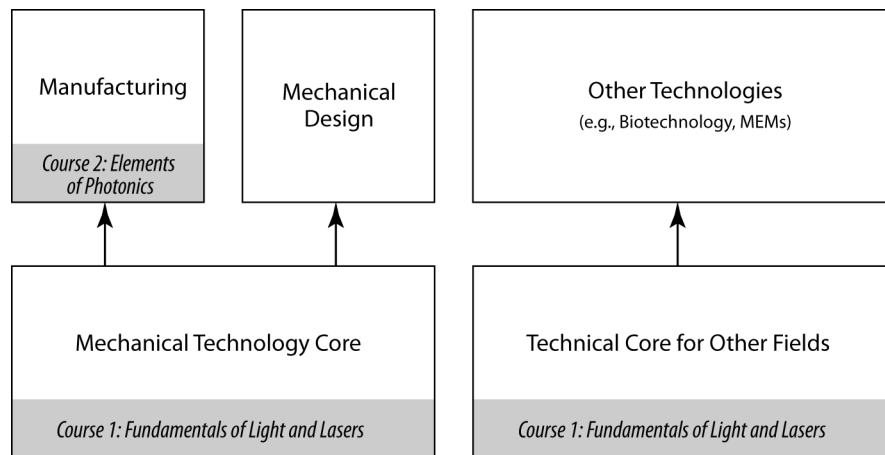 Manufacturing
Course 2: Elements
of Photonics
Mechanical
Design
Other Technologies
(e.g., Biotechnology, MEMs)
Mechanical Technology Core
Course 1: Fundamentals of Light and Lasers
Technical Core for Other Fields
Course 1: Fundamentals of Light and Lasers